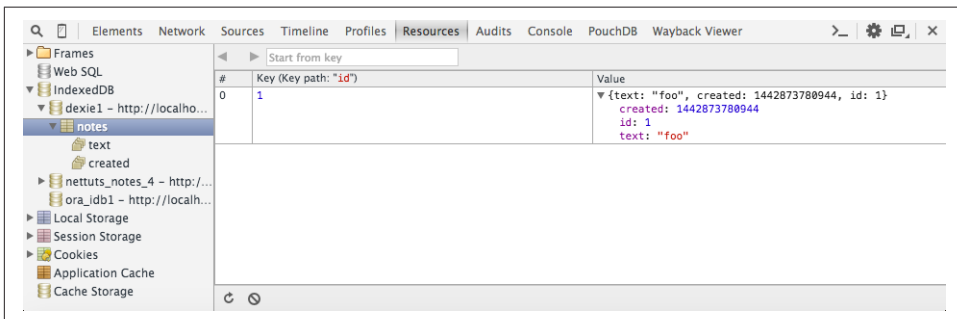 Elements Network Sources Timeline Profiles Resources Audits Console PouchDB Wayback Viewer
Frames
Web SQL
IndexedDB
dexie1 – http://localho...
notes
text
created
nettuts_notes_4 – http:/...
ora_idb1 – http://localh...
Local Storage
Session Storage
Cookies
Application Cache
Cache Storage
Start from key
# Key (Key path: "id") Value
0 1 {text: "foo", created: 1442873780944, id: 1}
created: 1442873780944
id: 1
text: "foo"